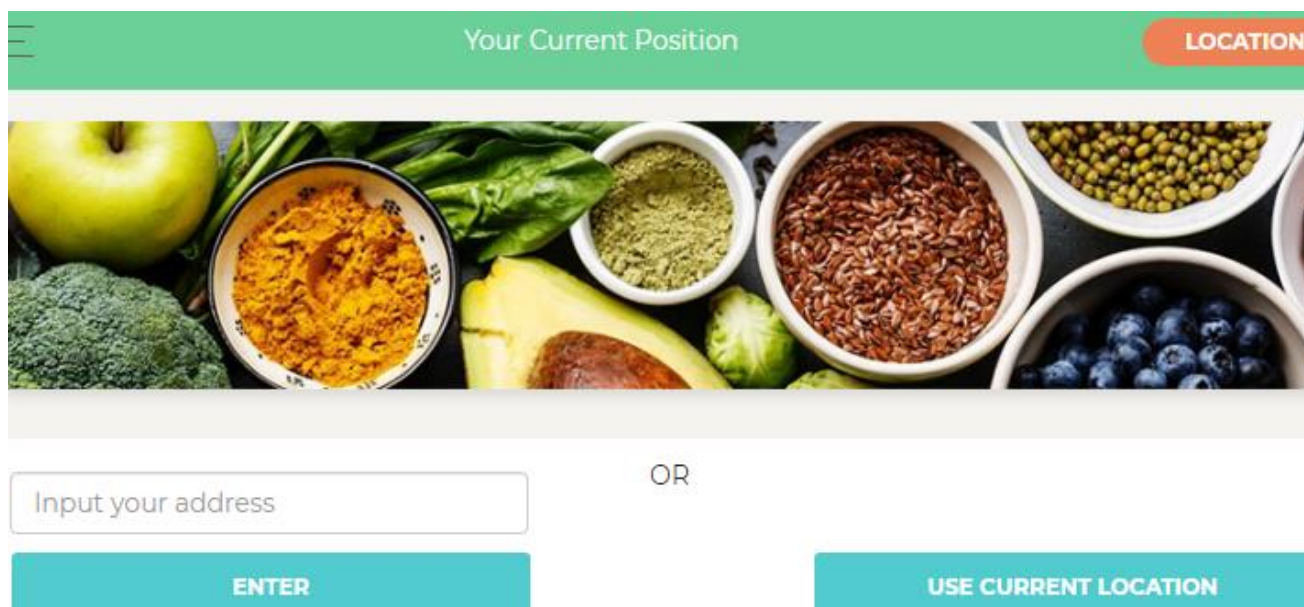 Your Current Position
LOCATION
OR
Input your address
ENTER
USE CURRENT LOCATION